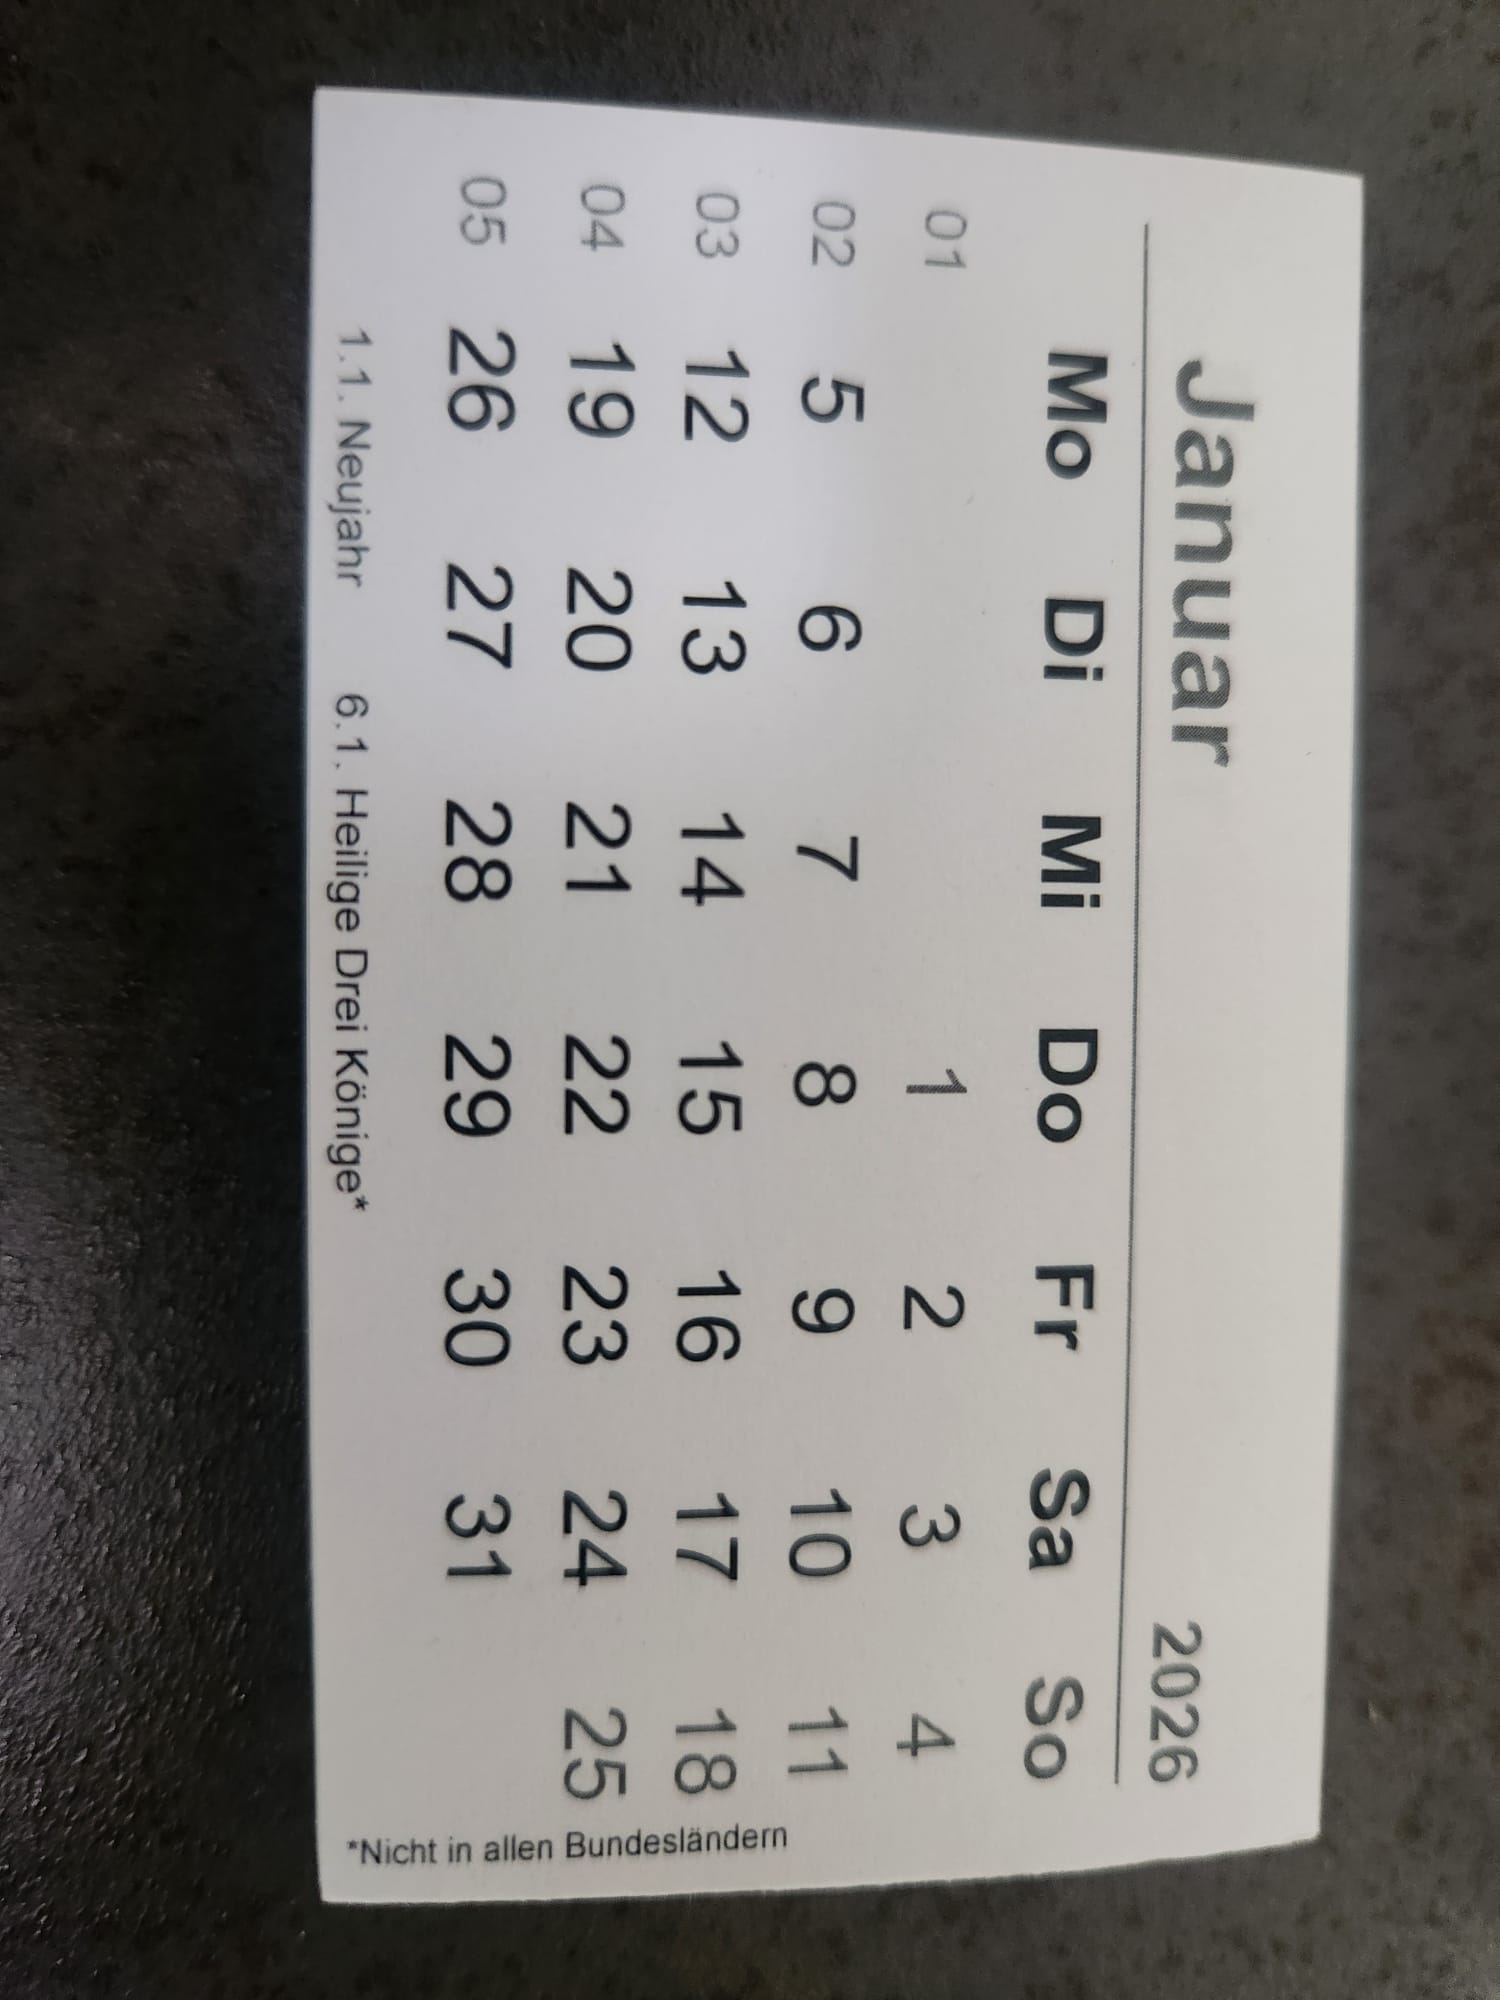 Januar 2026
Mo Di Mi Do Fr Sa So
01 1 2 3 4
02 5 6 7 8 9 10 11
03 12 13 14 15 16 17 18
04 19 20 21 22 23 24 25
05 26 27 28 29 30 31
1.1. Neujahr 6.1. Heilige Drei Könige*
*Nicht in allen Bundesländern